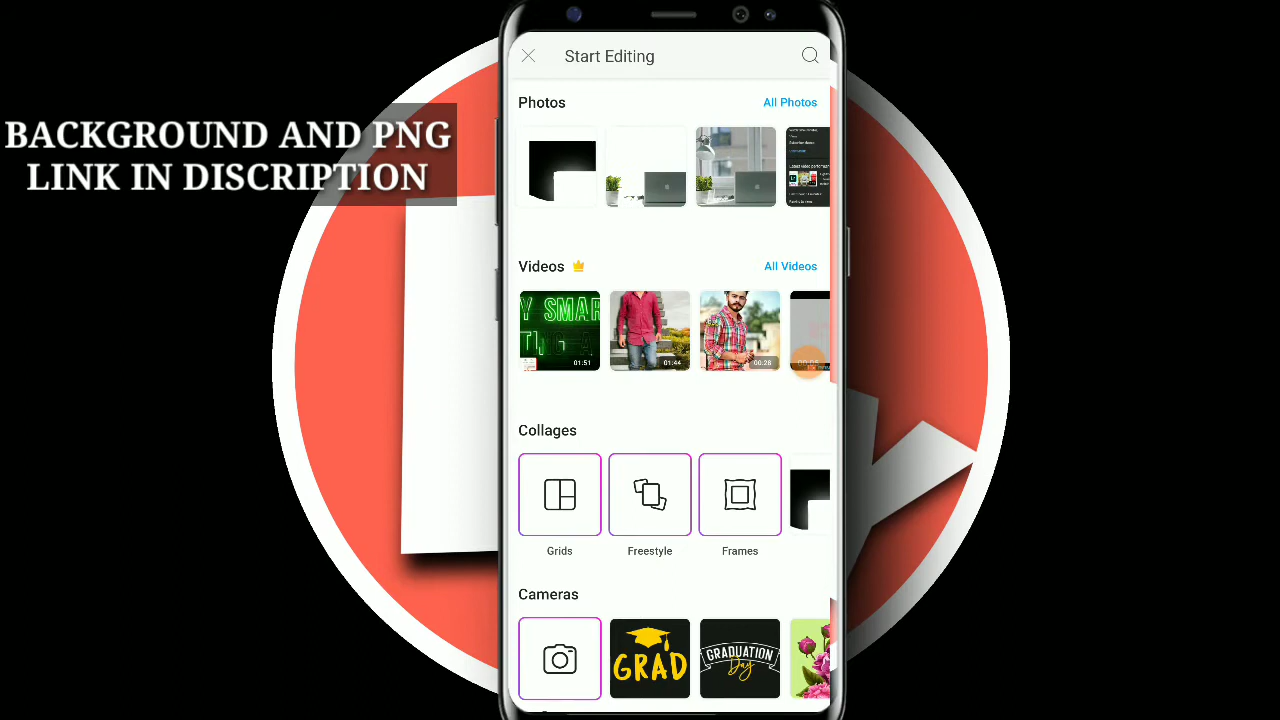 BACKGROUND AND PNG
LINK IN DISCRIPTION
Start Editing
Photos
All Photos
Videos
All Videos
Y SMAR
01:51
01:44
00:28
Collages
Grids
Freestyle
Frames
Cameras
GRAD
GRADUATION
Day